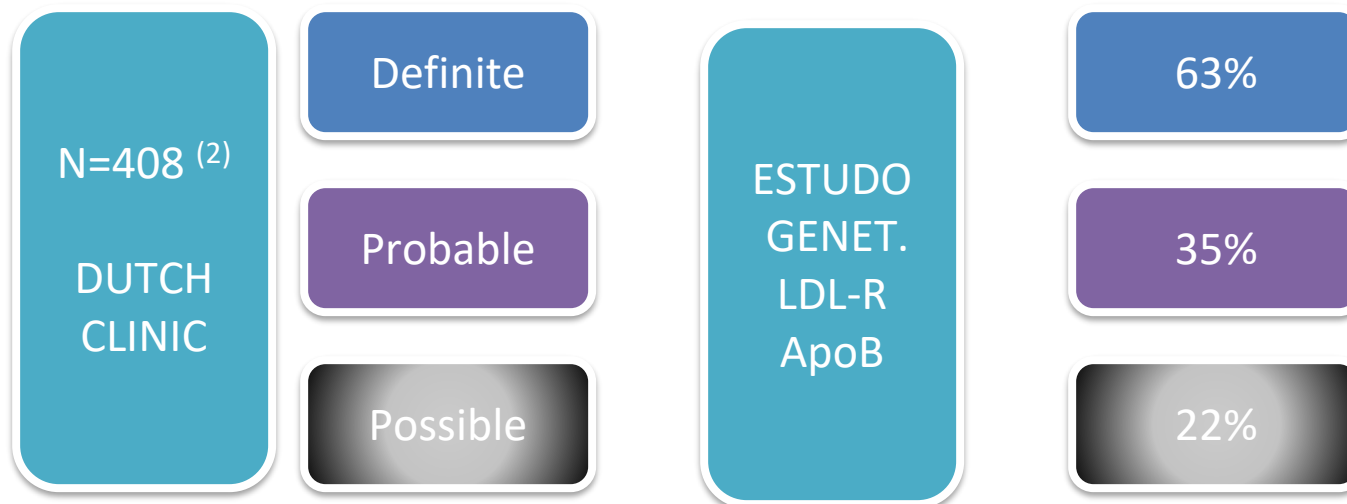 N=408 (2)
DUTCH
CLINIC
Definite
Probable
Possible
ESTUDO
GENET.
LDL-R
ApoB
63%
35%
22%